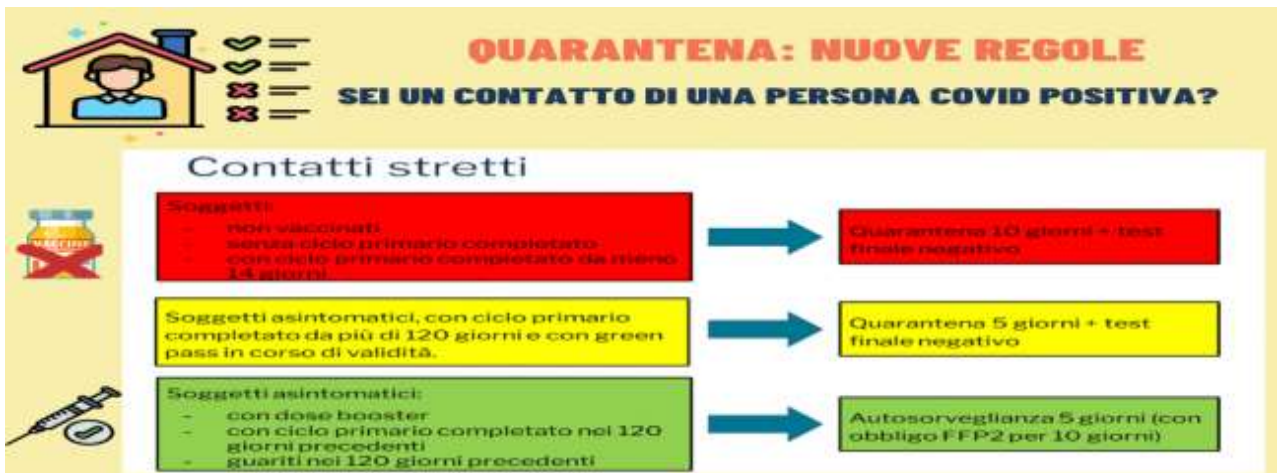 QUARANTENA: NUOVE REGOLE
SEI UN CONTATTO DI UNA PERSONA COVID POSITIVA?
Contatti stretti
Soggetti:
- non vaccinati
- senza ciclo primario completato
- con ciclo primario completato da meno
14 giorni
Quarantena 10 giorni + test
finale negativo
VACCINE
Soggetti asintomatici, con ciclo primario
completato da più di 120 giorni e con green
pass in corso di validità.
Quarantena 5 giorni + test
finale negativo
Soggetti asintomatici:
- con dose booster
- con ciclo primario completato nei 120
giorni precedenti
- guariti nei 120 giorni precedenti
Autosorveglianza 5 giorni (con
obbligo FFP2 per 10 giorni)